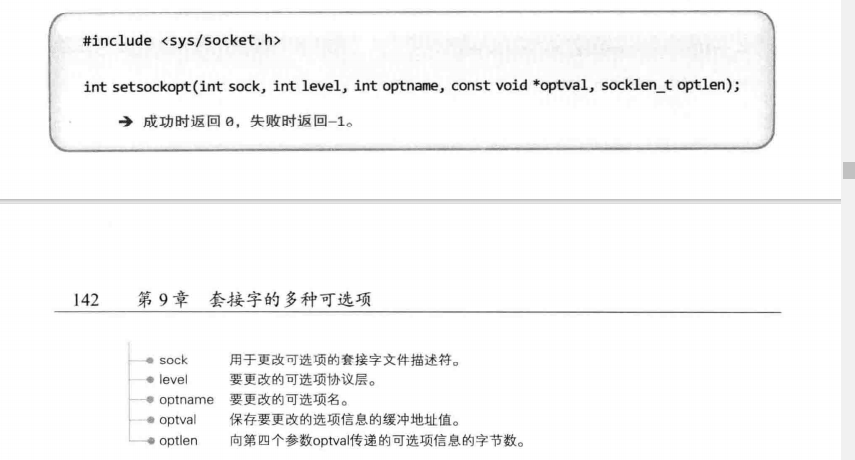 #include <sys/socket.h>
int setsockopt(int sock, int level, int optname, const void *optval, socklen_t optlen);
➔ 成功时返回 0，失败时返回–1。
142 第 9 章 套接字的多种可选项
sock 用于更改可选项的套接字文件描述符。
level 要更改的可选项协议层。
optname 要更改的可选项名。
optval 保存要更改的选项信息的缓冲地址值。
optlen 向第四个参数optval传递的可选项信息的字节数。